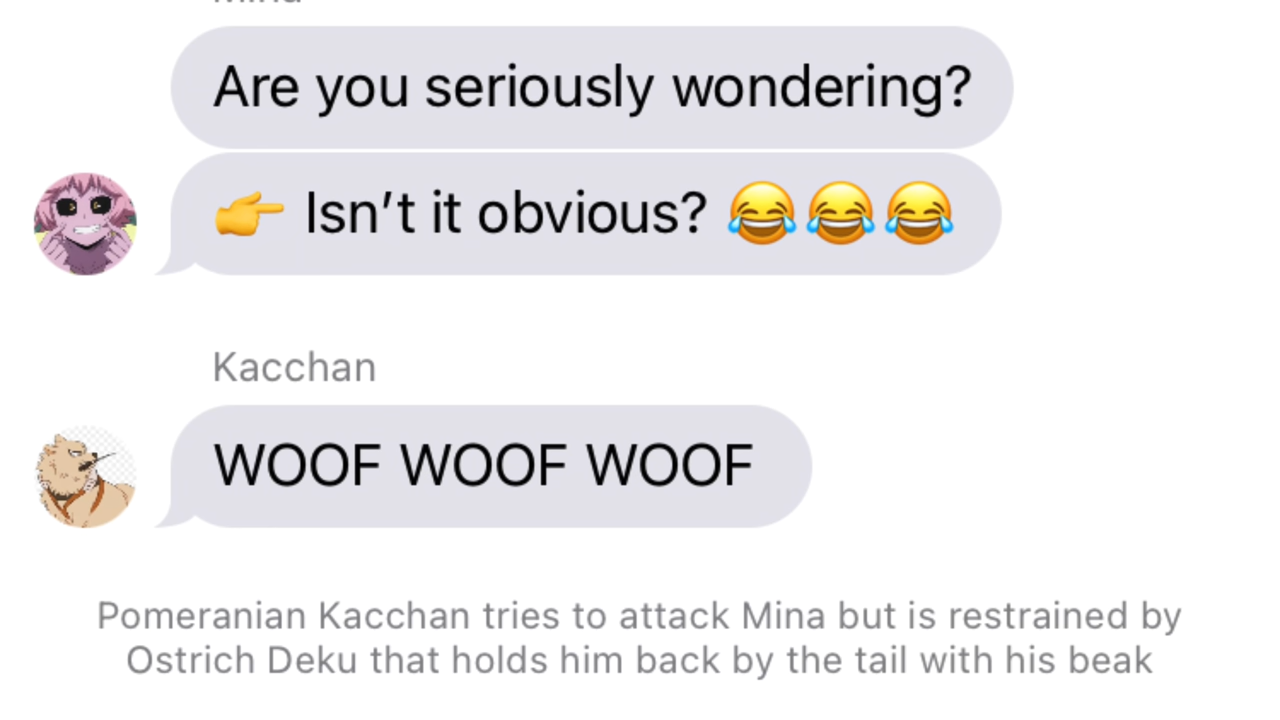 Mina
Are you seriously wondering?
👉 Isn’t it obvious? 😂😂😂
Kacchan
WOOF WOOF WOOF
Pomeranian Kacchan tries to attack Mina but is restrained by
Ostrich Deku that holds him back by the tail with his beak